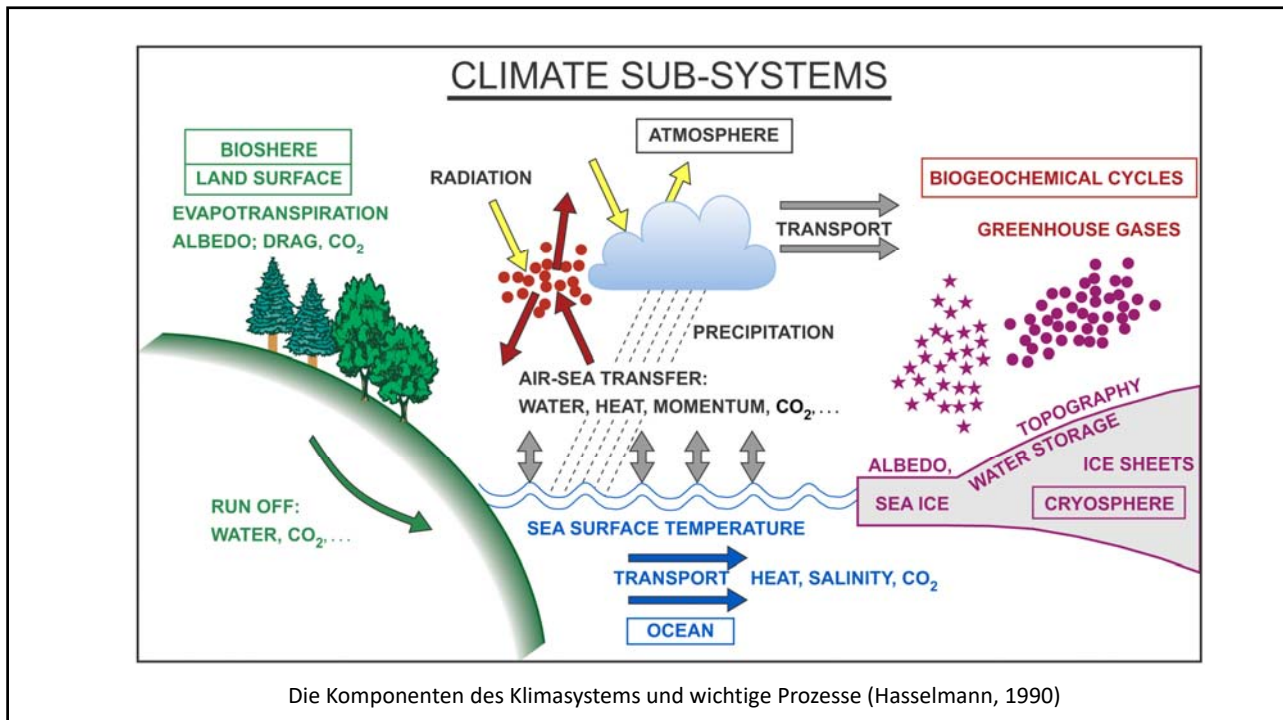 CLIMATE SUB-SYSTEMS
BIOSHERE
LAND SURFACE
EVAPOTRANSPIRATION
ALBEDO; DRAG, CO₂
RUN OFF:
WATER, CO₂,...
RADIATION
ATMOSPHERE
TRANSPORT
PRECIPITATION
AIR-SEA TRANSFER:
WATER, HEAT, MOMENTUM, CO₂,...
BIOGEOCHEMICAL CYCLES
GREENHOUSE GASES
TOPOGRAPHY
WATER STORAGE
ALBEDO,
ICE SHEETS
SEA ICE
CRYOSPHERE
SEA SURFACE TEMPERATURE
TRANSPORT HEAT, SALINITY, CO₂
OCEAN
Die Komponenten des Klimasystems und wichtige Prozesse (Hasselmann, 1990)